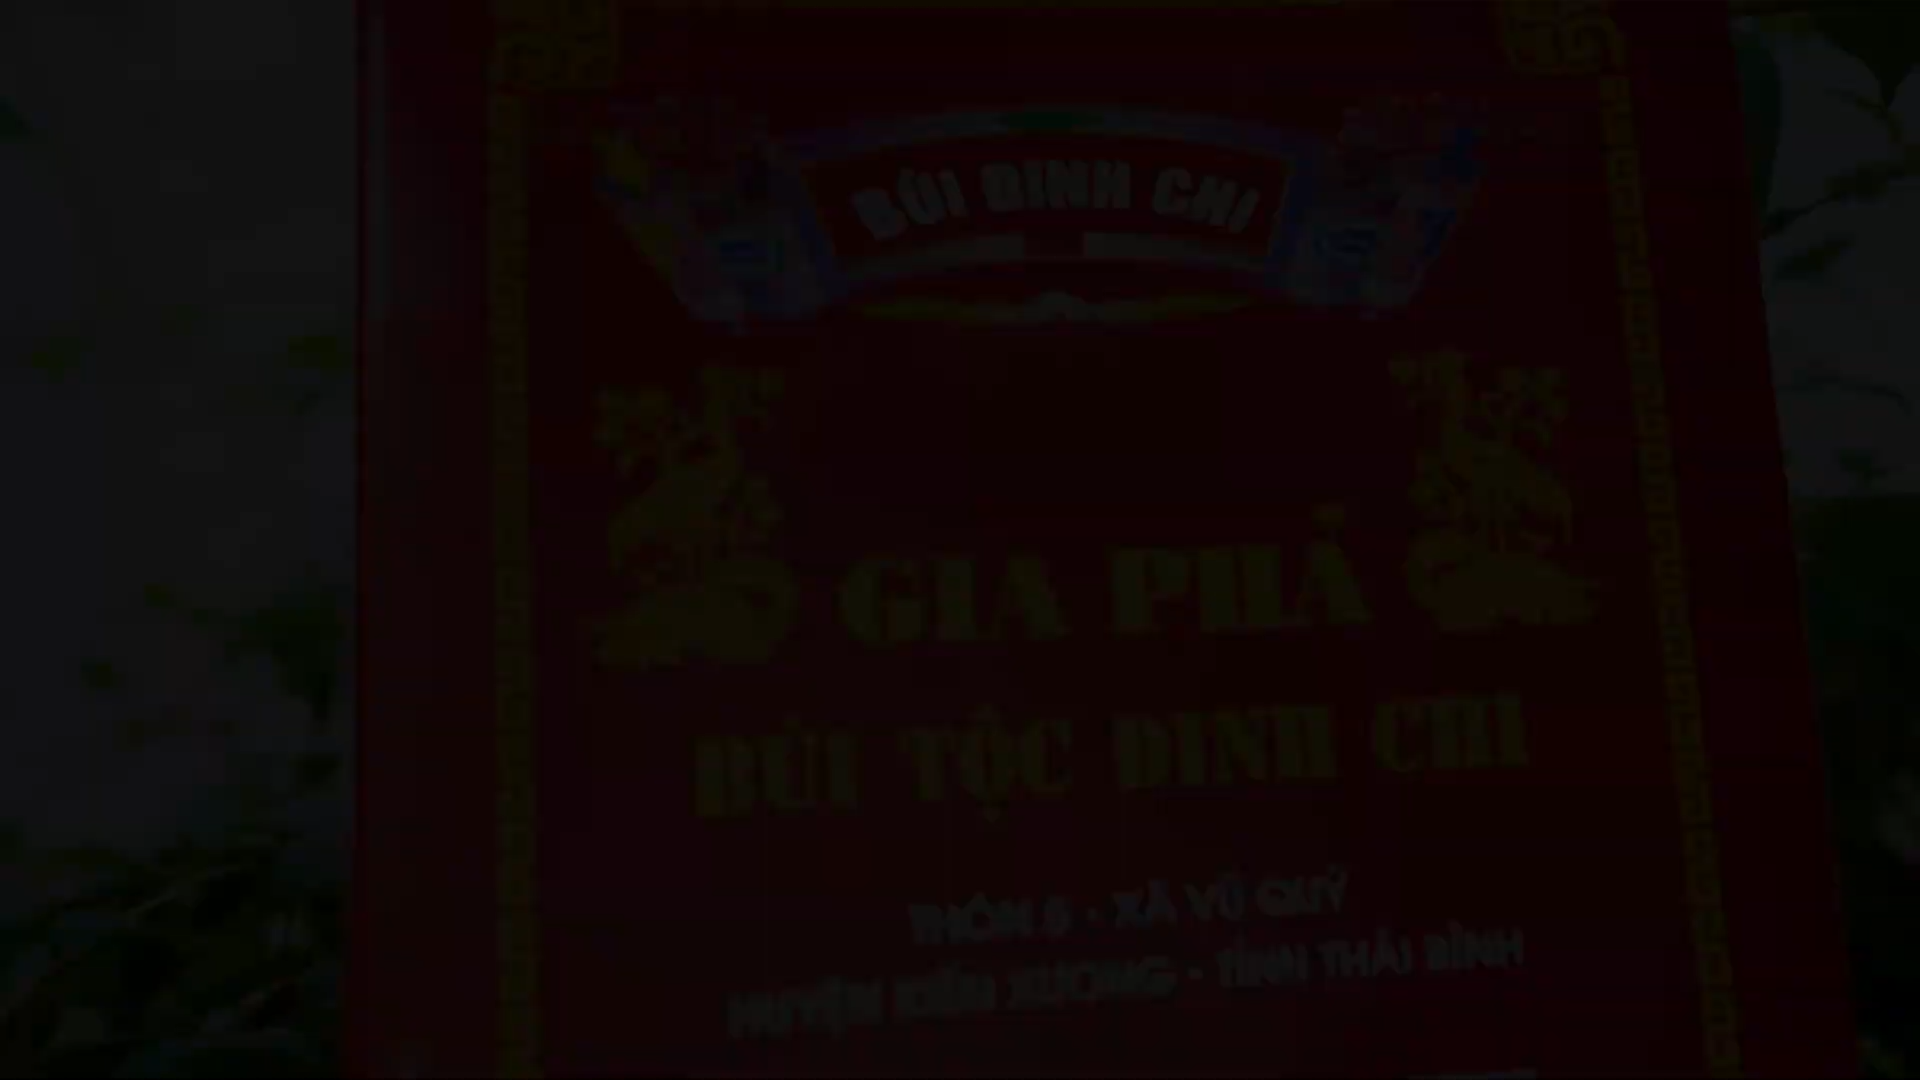 BÙI ĐÌNH CHI
GIA PHẢ
BÙI TỘC ĐÌNH CHI
THÔN 5 - XÃ VŨ QUÝ
HUYỆN KIẾN XƯƠNG - TỈNH THÁI BÌNH